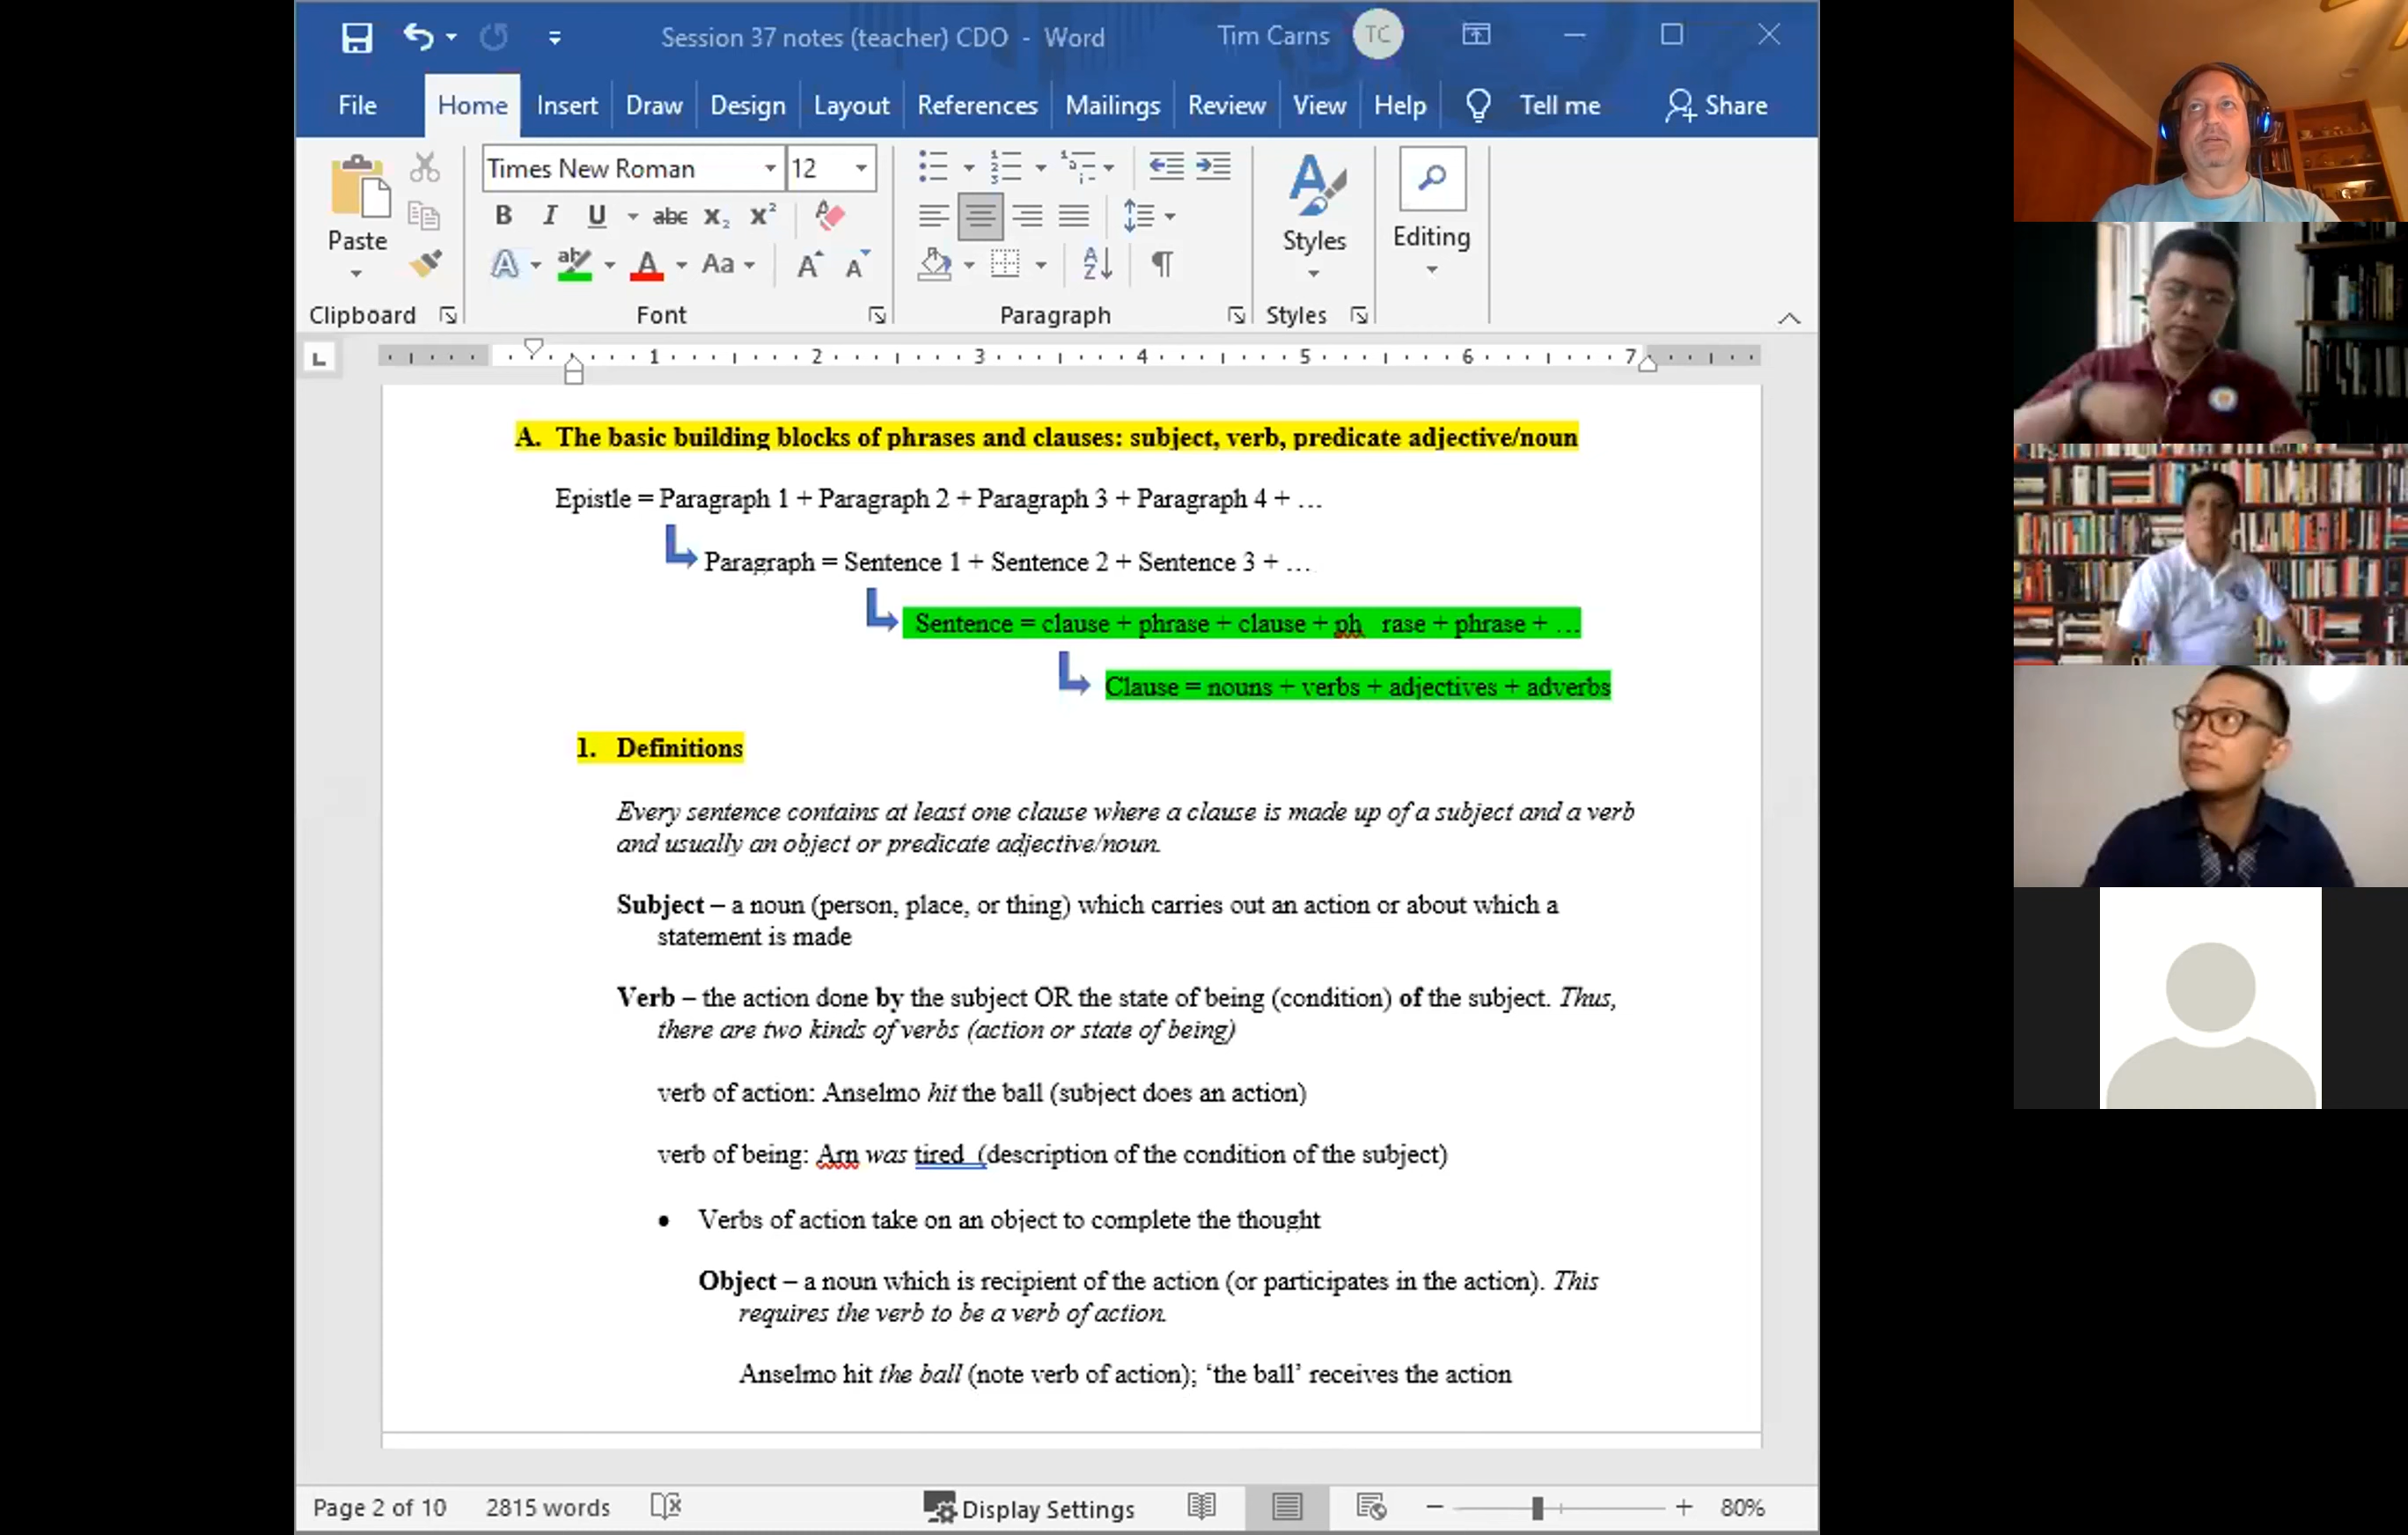 Session 37 notes (teacher) CDO - Word
Tim Carns
TC
File
Home
Insert
Draw
Design
Layout
References
Mailings
Review
View
Help
Tell me
Share
Times New Roman
12
Paste
Styles
Editing
Clipboard
Font
Paragraph
Styles
1 2 3 4 5 6 7
A. The basic building blocks of phrases and clauses: subject, verb, predicate adjective/noun
Epistle = Paragraph 1 + Paragraph 2 + Paragraph 3 + Paragraph 4 + …
Paragraph = Sentence 1 + Sentence 2 + Sentence 3 + …
Sentence = clause + phrase + clause + ph rase + phrase + …
Clause = nouns + verbs + adjectives + adverbs
1. Definitions
Every sentence contains at least one clause where a clause is made up of a subject and a verb
and usually an object or predicate adjective/noun.
Subject – a noun (person, place, or thing) which carries out an action or about which a
statement is made
Verb – the action done by the subject OR the state of being (condition) of the subject. Thus,
there are two kinds of verbs (action or state of being)
verb of action: Anselmo hit the ball (subject does an action)
verb of being: Arn was tired (description of the condition of the subject)
• Verbs of action take on an object to complete the thought
Object – a noun which is recipient of the action (or participates in the action). This
requires the verb to be a verb of action.
Anselmo hit the ball (note verb of action); ‘the ball’ receives the action
Page 2 of 10
2815 words
Display Settings
80%